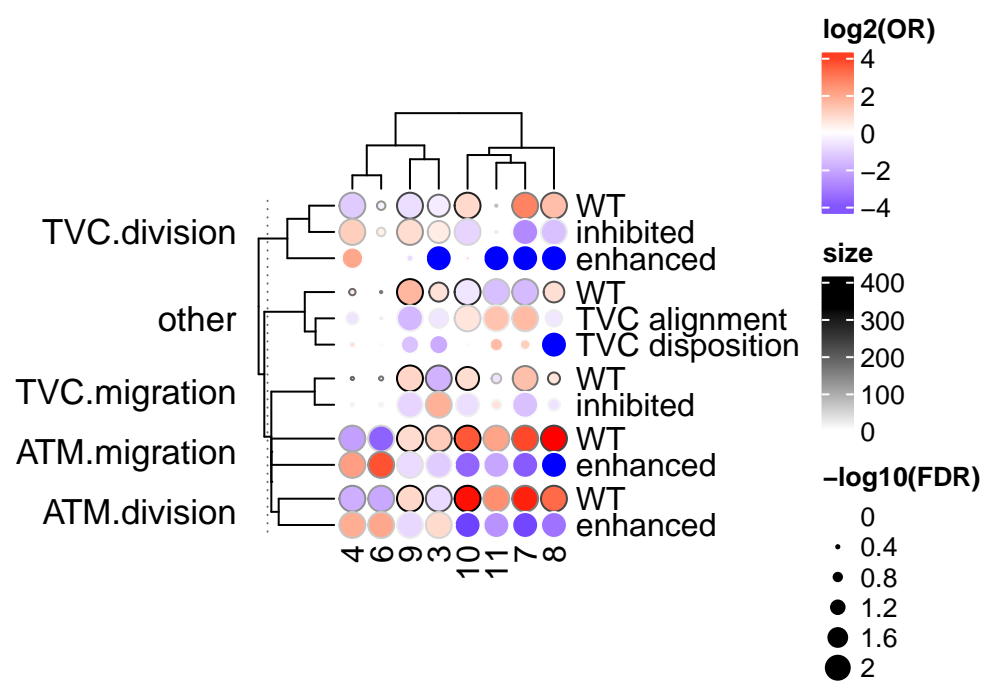 log2(OR)
4
2
0
−2
−4
size
400
300
200
100
0
−log10(FDR)
0
0.4
0.8
1.2
1.6
2
TVC.division
WT
inhibited
enhanced
other
WT
TVC alignment
TVC disposition
TVC.migration
WT
inhibited
ATM.migration
WT
enhanced
ATM.division
WT
enhanced
4 6 9 3 10 11 7 8